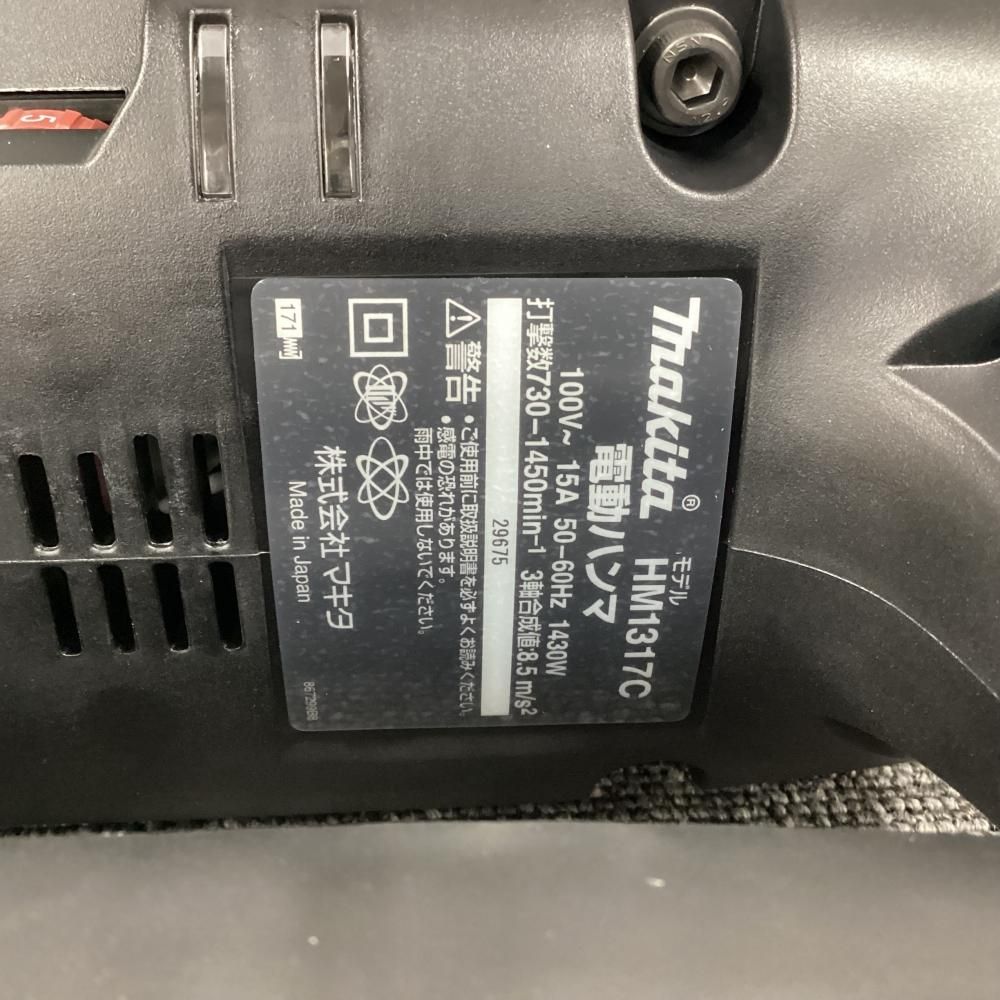 Makita® モデル HM1317C
電動ハンマ
100V~ 15A 50-60Hz 1430W
打撃数730-1450min-1 3軸合成値:8.5 m/s2
29675
警告 •ご使用前に取扱説明書を必ずよくお読みください。
•感電の恐れがあります。
雨中では使用しないでください。
株式会社マキタ
Made in Japan
171
5